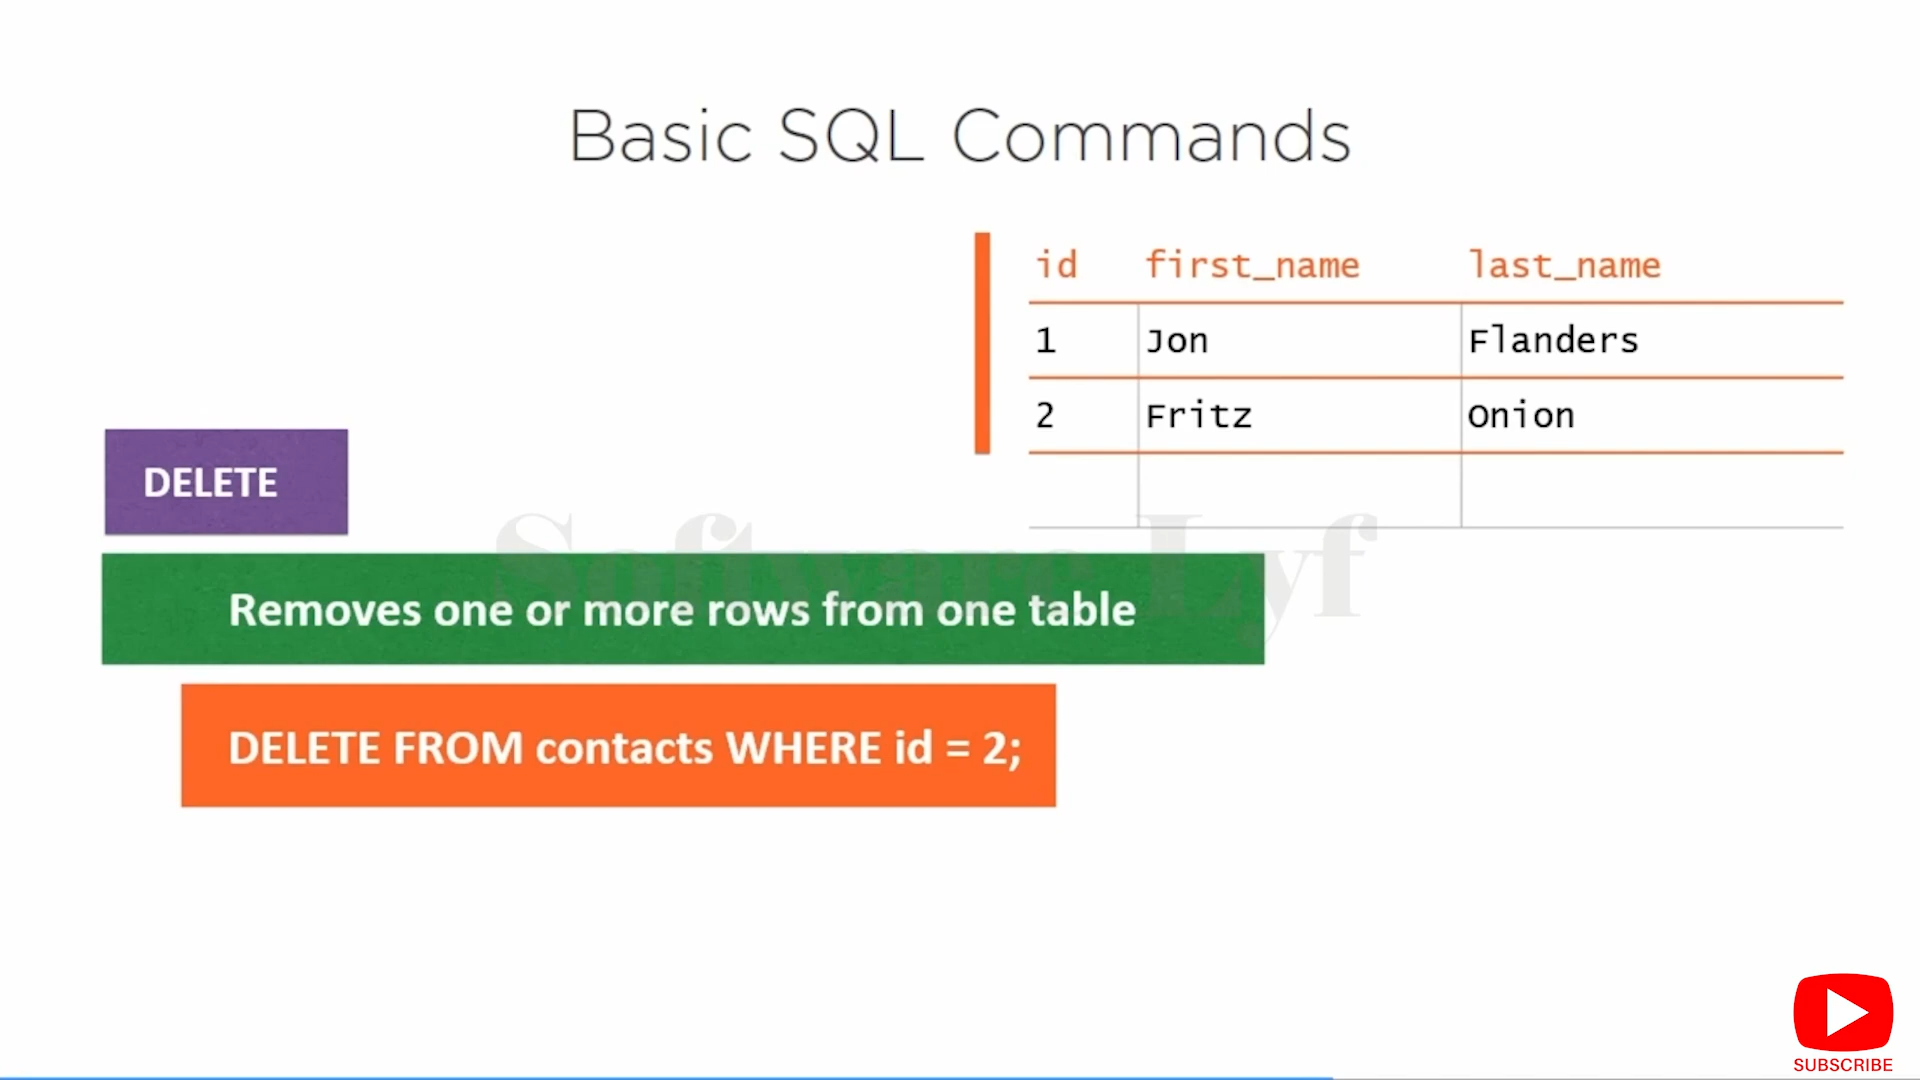 Basic SQL Commands
id first_name last_name
1 Jon Flanders
2 Fritz Onion
DELETE
Software Lyf
Removes one or more rows from one table
DELETE FROM contacts WHERE id = 2;
SUBSCRIBE